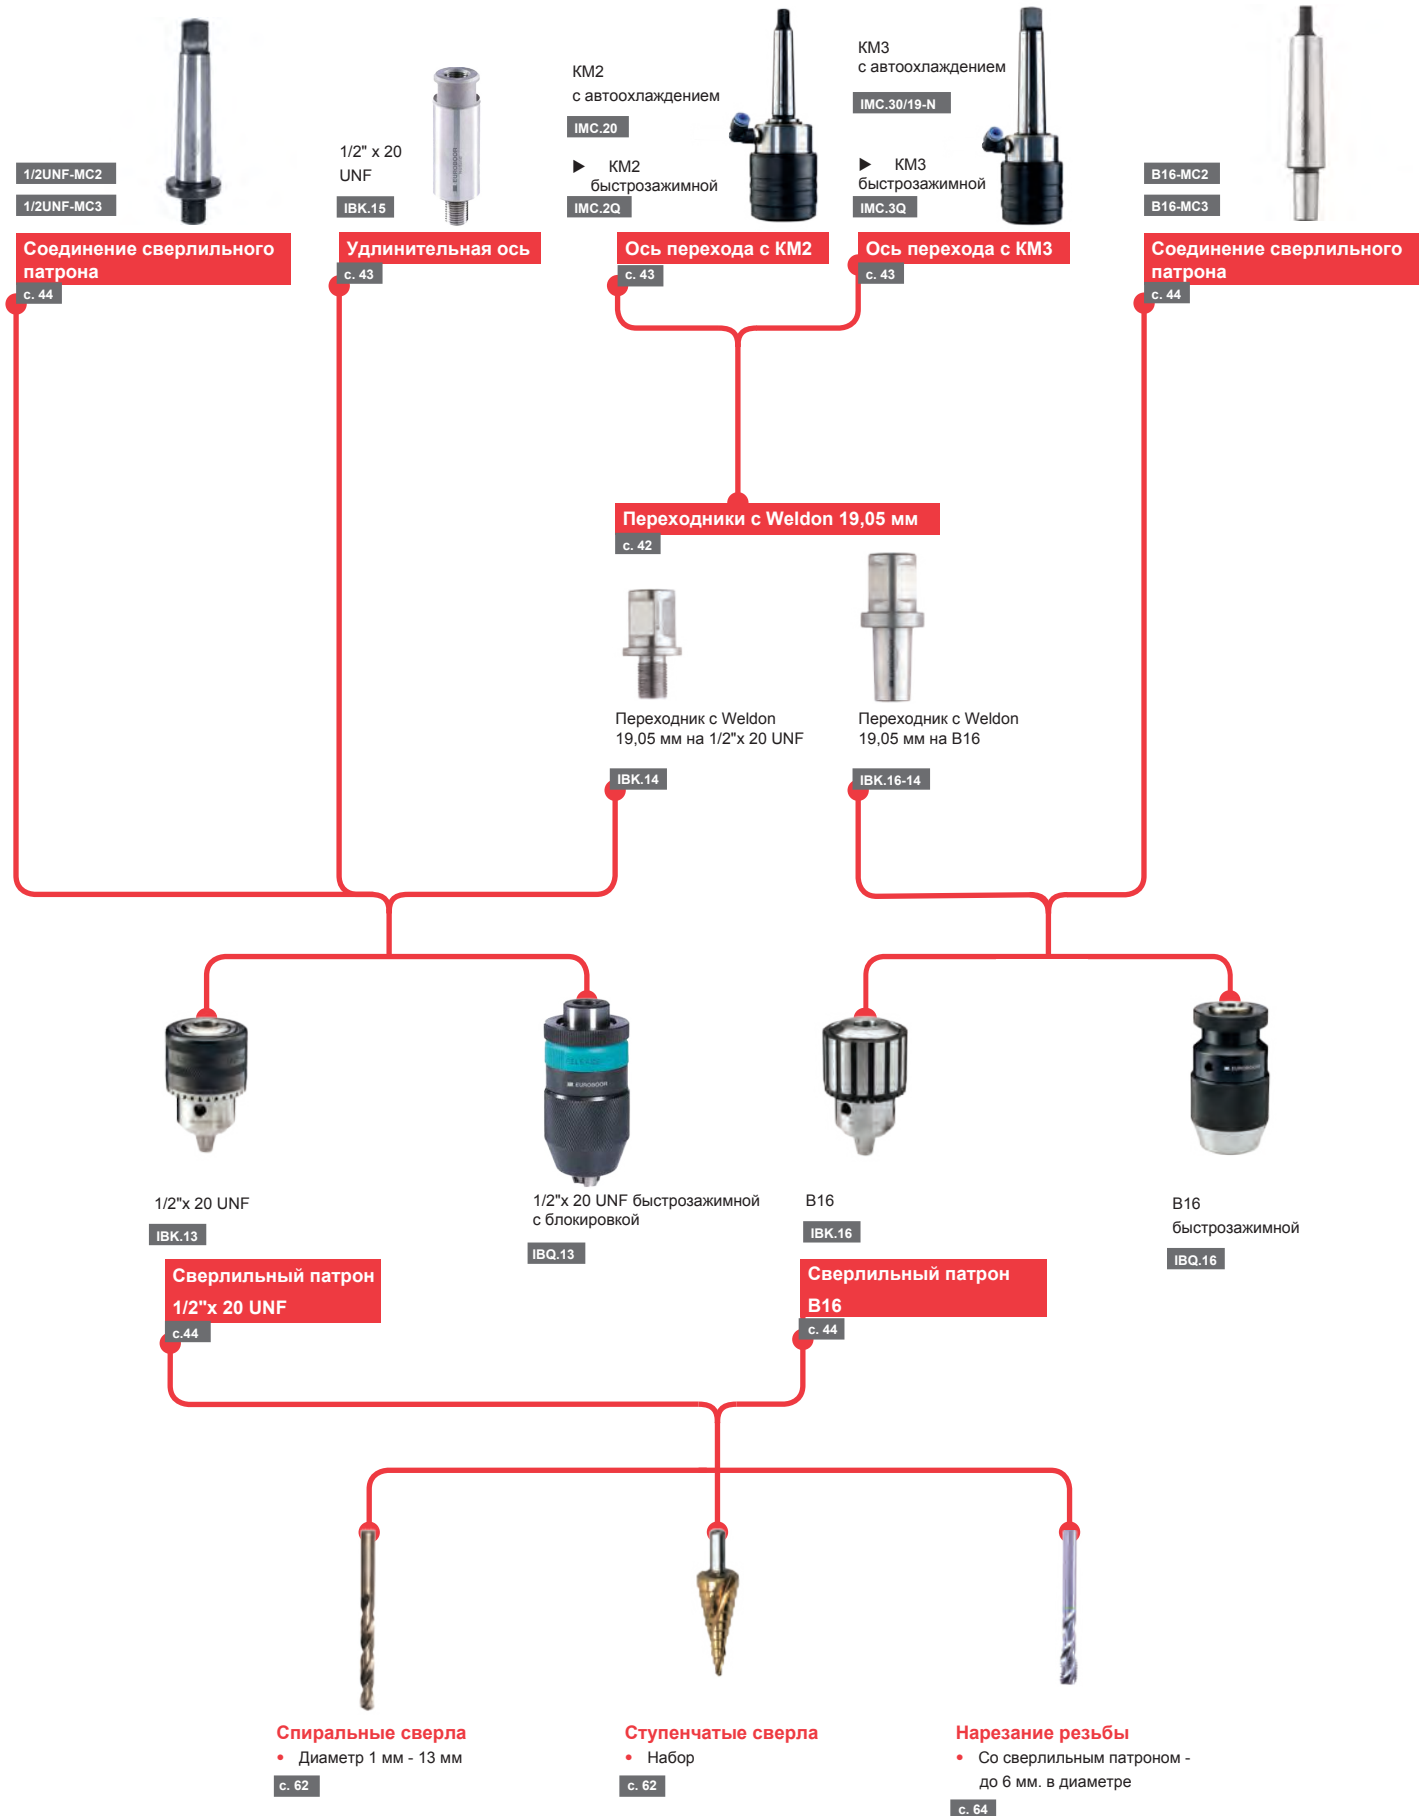 1/2UNF-MC2
1/2UNF-MC3
Соединение сверлильного
патрона
с. 44
1/2" x 20
UNF
IBK.15
EUROBOOR
Удлинительная ось
с. 43
КМ2
с автоохлаждением
IMC.20
► КМ2
быстрозажимной
IMC.2Q
Ось перехода с КМ2
с. 43
КМ3
с автоохлаждением
IMC.30/19-N
► КМ3
быстрозажимной
IMC.3Q
Ось перехода с КМ3
с. 43
B16-MC2
B16-MC3
Соединение сверлильного
патрона
с. 44
Переходники с Weldon 19,05 мм
с. 42
Переходник с Weldon
19,05 мм на 1/2"x 20 UNF
IBK.14
Переходник с Weldon
19,05 мм на B16
IBK.16-14
1/2"x 20 UNF
IBK.13
EUROBOOR
1/2"x 20 UNF быстрозажимной
с блокировкой
IBQ.13
B16
IBK.16
EUROBOOR
B16
быстрозажимной
IBQ.16
Сверлильный патрон
1/2"x 20 UNF
с.44
Сверлильный патрон
B16
с. 44
Спиральные сверла
• Диаметр 1 мм - 13 мм
с. 62
Ступенчатые сверла
• Набор
с. 62
Нарезание резьбы
• Со сверлильным патроном -
до 6 мм. в диаметре
с. 64